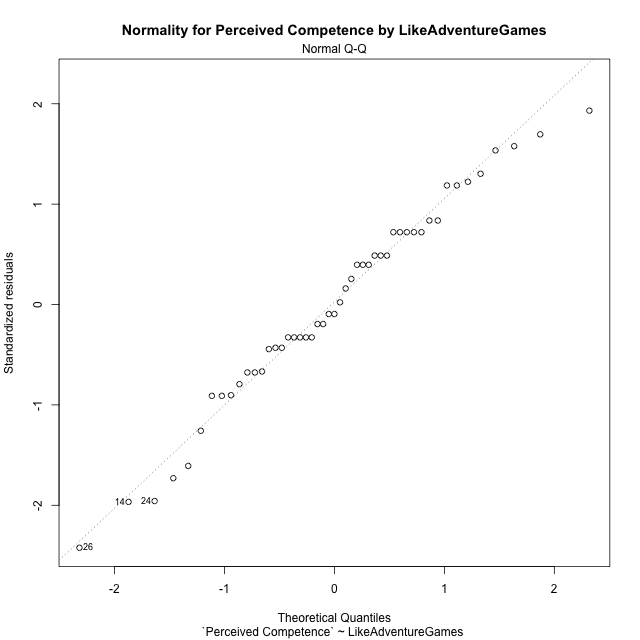 Normality for Perceived Competence by LikeAdventureGames
Normal Q-Q
2
1
0
-1
-2
Standardized residuals
14
24
26
-2
-1
0
1
2
Theoretical Quantiles
`Perceived Competence` ~ LikeAdventureGames